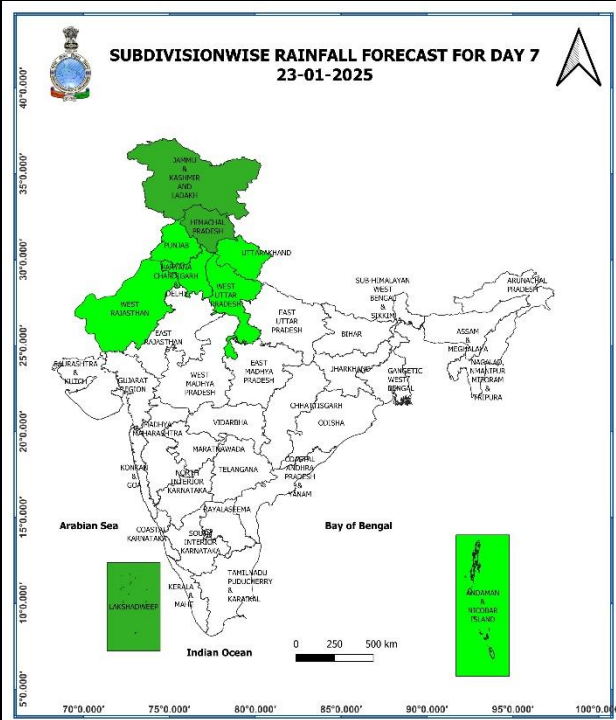 SUBDIVISIONWISE RAINFALL FORECAST FOR DAY 7
23-01-2025
40°0.000'
35°0.000'
30°0.000'
25°0.000'
20°0.000'
15°0.000'
10°0.000'
5°0.000'
JAMMU
&
KASHMIR
AND
LADAKH
HIMACHAL
PRADESH
PUNJAB
UTTARAKHAND
HARYANA
CHANDIGARH
&
DELHI
WEST
UTTAR
PRADESH
WEST
RAJASTHAN
EAST
RAJASTHAN
EAST
UTTAR
PRADESH
SUB-HIMALAYAN
WEST
BENGAL
&
SIKKIM
ARUNACHAL
PRADESH
ASSAM
&
MEGHALAYA
NAGALAD,
MANIPUR
MIZORAM
&
TRIPURA
BIHAR
JHARKHAND
GANGETIC
WEST
BENGAL
SAURASHTRA
&
KUTCH
GUJARAT
REGION
WEST
MADHYA
PRADESH
EAST
MADHYA
PRADESH
CHHATTISGARH
ODISHA
MADHYA
MAHARASHTRA
VIDARBHA
MARATHAWADA
KONKAN
&
GOA
NORTH
INTERIOR
KARNATAKA
TELANGANA
COASTAL
ANDHRA
PRADESH
&
YANAM
RAYALASEEMA
COASTAL
KARNATAKA
SOUTH
INTERIOR
KARNATAKA
TAMILNADU
PUDUCHERRY
&
KARAIKAL
KERALA
&
MAHE
Arabian Sea
Bay of Bengal
LAKSHADWEEP
ANDAMAN
&
NICOBAR
ISLAND
Indian Ocean
0 250 500 km
70°0.000' 75°0.000' 80°0.000' 85°0.000' 90°0.000' 95°0.000' 100°0.000